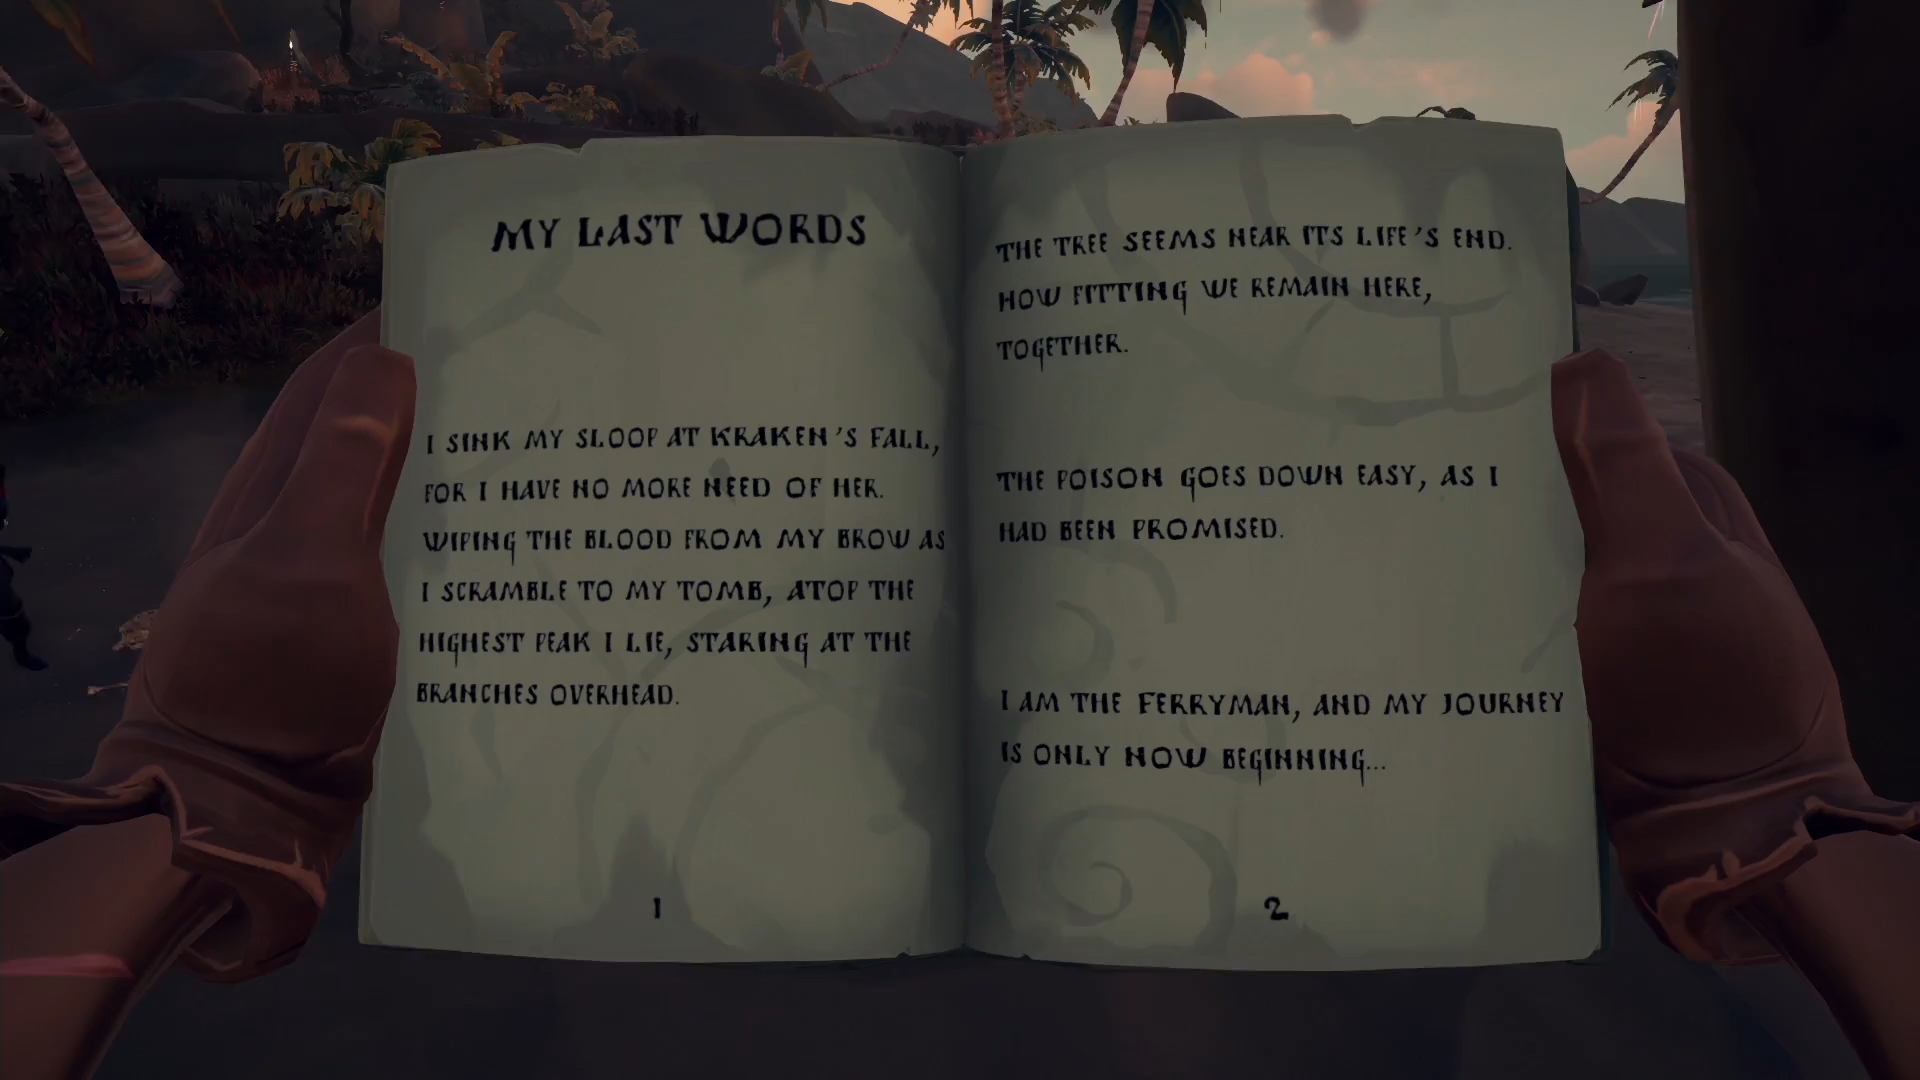 MY LAST WORDS
I SINK MY SLOOP AT KRAKEN'S FALL,
FOR I HAVE NO MORE NEED OF HER.
WIPING THE BLOOD FROM MY BROW AS
I SCRAMBLE TO MY TOMB, ATOP THE
HIGHEST PEAK I LIE, STARING AT THE
BRANCHES OVERHEAD.
1
THE TREE SEEMS NEAR ITS LIFE'S END.
HOW FITTING WE REMAIN HERE,
TOGETHER.
THE POISON GOES DOWN EASY, AS I
HAD BEEN PROMISED.
I AM THE FERRYMAN, AND MY JOURNEY
IS ONLY NOW BEGINNING...
2